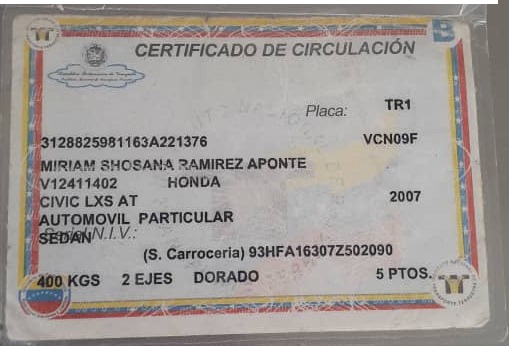 CERTIFICADO DE CIRCULACIÓN
B
República Bolivariana de Venezuela
Placa: TR1
3128825981163A221376 VCN09F
MIRIAM SHOSANA RAMIREZ APONTE
V12411402 HONDA
CIVIC LXS AT 2007
AUTOMOVIL PARTICULAR
Serial N.I.V.:
SEDAN
(S. Carroceria) 93HFA16307Z502090
400 KGS 2 EJES DORADO 5 PTOS.